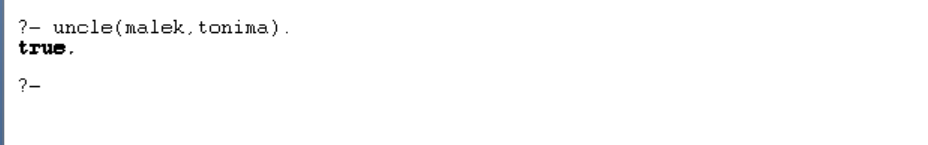 ?- uncle(malek,tonima).
true.
?-